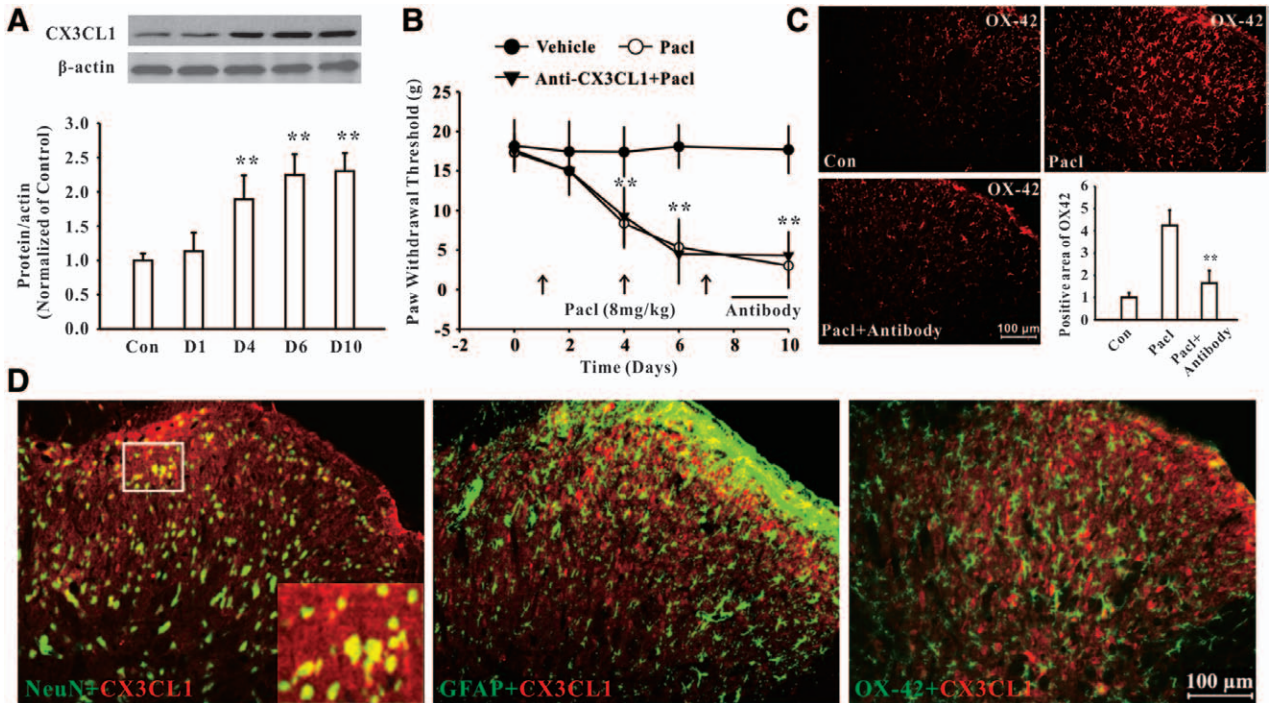 A
CX3CL1
β-actin
Protein/actin
(Normalized of Control)
3.0
2.5
2.0
1.5
1.0
0.5
0.0
** ** **
Con D1 D4 D6 D10
B
Vehicle Pacl
Anti-CX3CL1+Pacl
Paw Withdrawal Threshold (g)
25
20
15
10
5
0
-5
** ** **
Pacl (8mg/kg) Antibody
-2 0 2 4 6 8 10
Time (Days)
C
OX-42
Con
OX-42
Pacl
OX-42
Pacl+Antibody
100 µm
Positive area of OX42
6
5
4
2
1
0
**
Con
Pacl
Pacl+
Antibody
D
NeuN+CX3CL1
GFAP+CX3CL1
OX-42+CX3CL1
100 µm